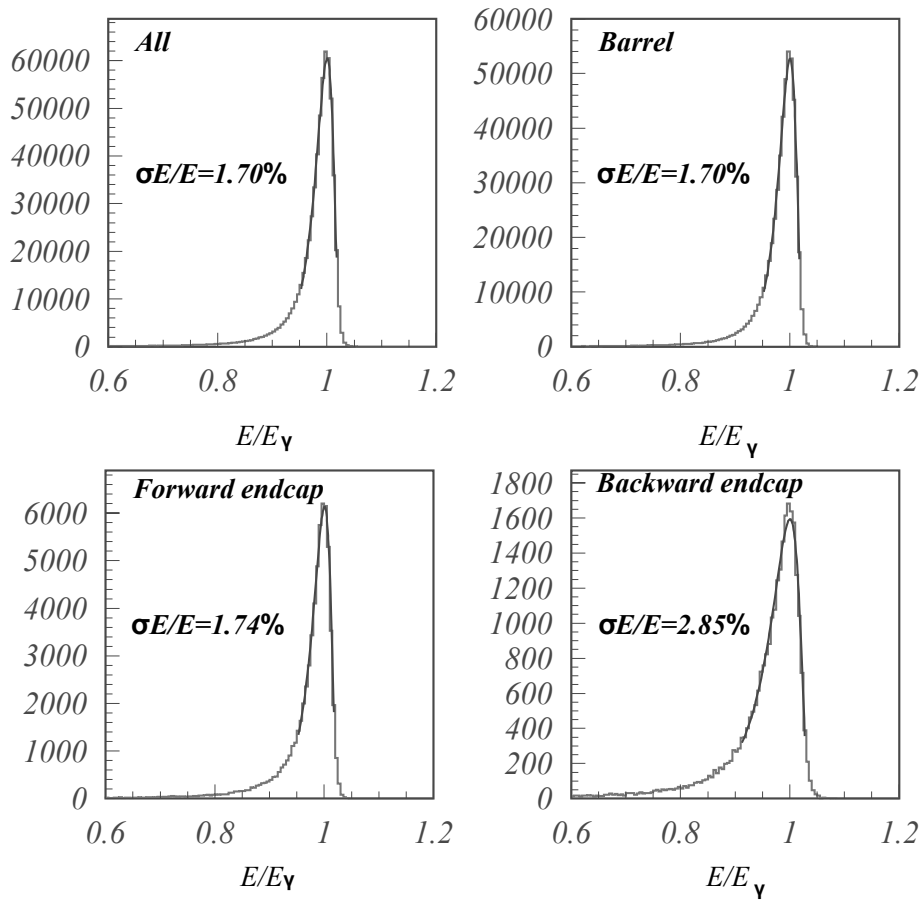 All
σE/E=1.70%
60000
50000
40000
30000
20000
10000
0
0.6 0.8 1 1.2
E/Eγ
Barrel
σE/E=1.70%
60000
50000
40000
30000
20000
10000
0
0.6 0.8 1 1.2
E/Eγ
Forward endcap
σE/E=1.74%
6000
5000
4000
3000
2000
1000
0
0.6 0.8 1 1.2
E/Eγ
Backward endcap
σE/E=2.85%
1800
1600
1400
1200
1000
800
600
400
200
0
0.6 0.8 1 1.2
E/Eγ